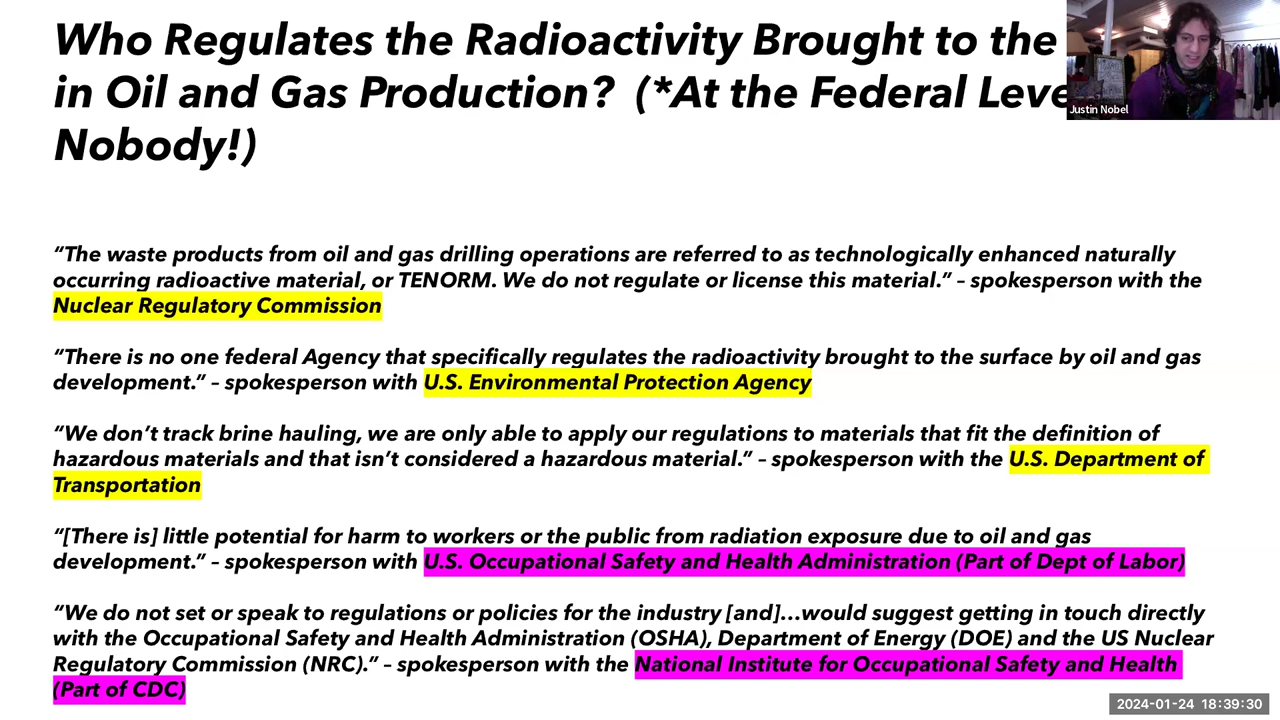 Who Regulates the Radioactivity Brought to the
in Oil and Gas Production? (*At the Federal Leve
Nobody!)
Justin Nobel
“The waste products from oil and gas drilling operations are referred to as technologically enhanced naturally
occurring radioactive material, or TENORM. We do not regulate or license this material.” – spokesperson with the
Nuclear Regulatory Commission
“There is no one federal Agency that specifically regulates the radioactivity brought to the surface by oil and gas
development.” – spokesperson with U.S. Environmental Protection Agency
“We don’t track brine hauling, we are only able to apply our regulations to materials that fit the definition of
hazardous materials and that isn’t considered a hazardous material.” – spokesperson with the U.S. Department of
Transportation
“[There is] little potential for harm to workers or the public from radiation exposure due to oil and gas
development.” – spokesperson with U.S. Occupational Safety and Health Administration (Part of Dept of Labor)
“We do not set or speak to regulations or policies for the industry [and]…would suggest getting in touch directly
with the Occupational Safety and Health Administration (OSHA), Department of Energy (DOE) and the US Nuclear
Regulatory Commission (NRC).” – spokesperson with the National Institute for Occupational Safety and Health
(Part of CDC)
2024-01-24 18:39:30